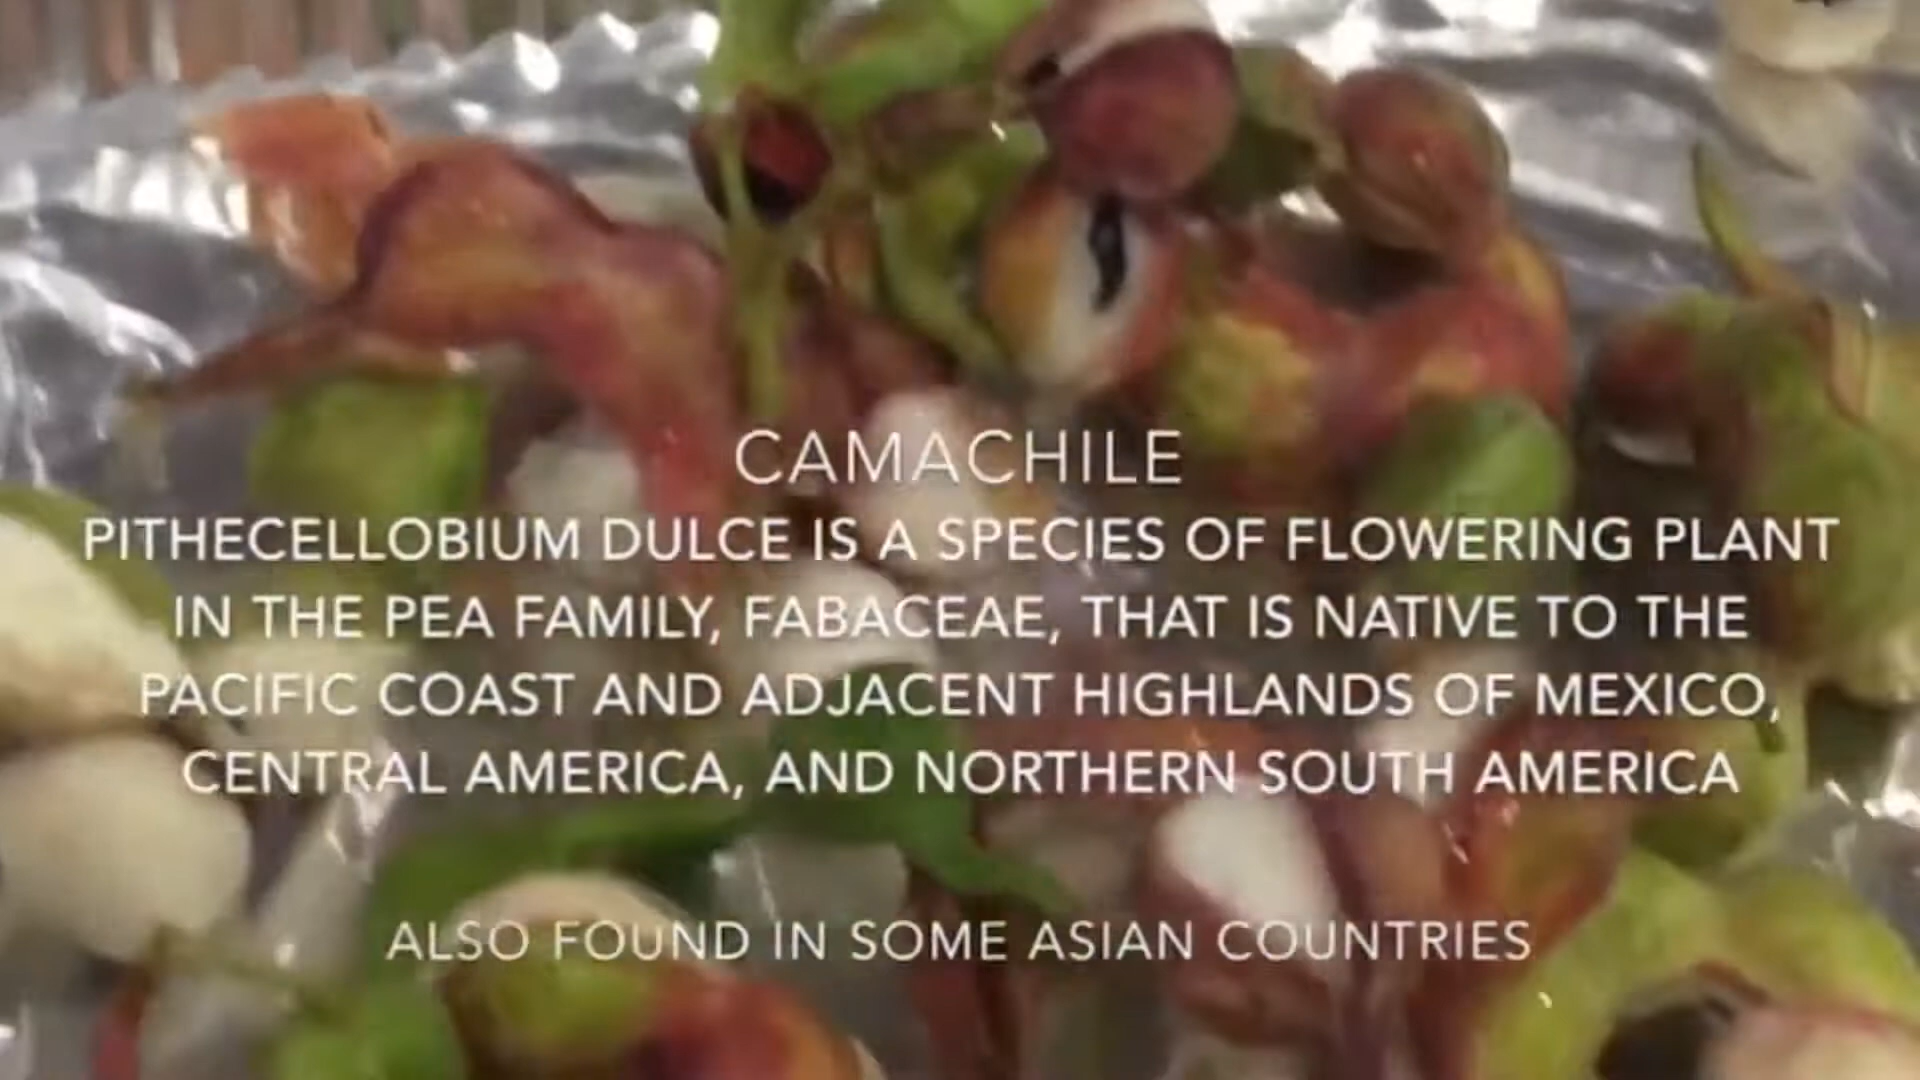 CAMACHILE
PITHECELLOBIUM DULCE IS A SPECIES OF FLOWERING PLANT
IN THE PEA FAMILY, FABACEAE, THAT IS NATIVE TO THE
PACIFIC COAST AND ADJACENT HIGHLANDS OF MEXICO,
CENTRAL AMERICA, AND NORTHERN SOUTH AMERICA
ALSO FOUND IN SOME ASIAN COUNTRIES